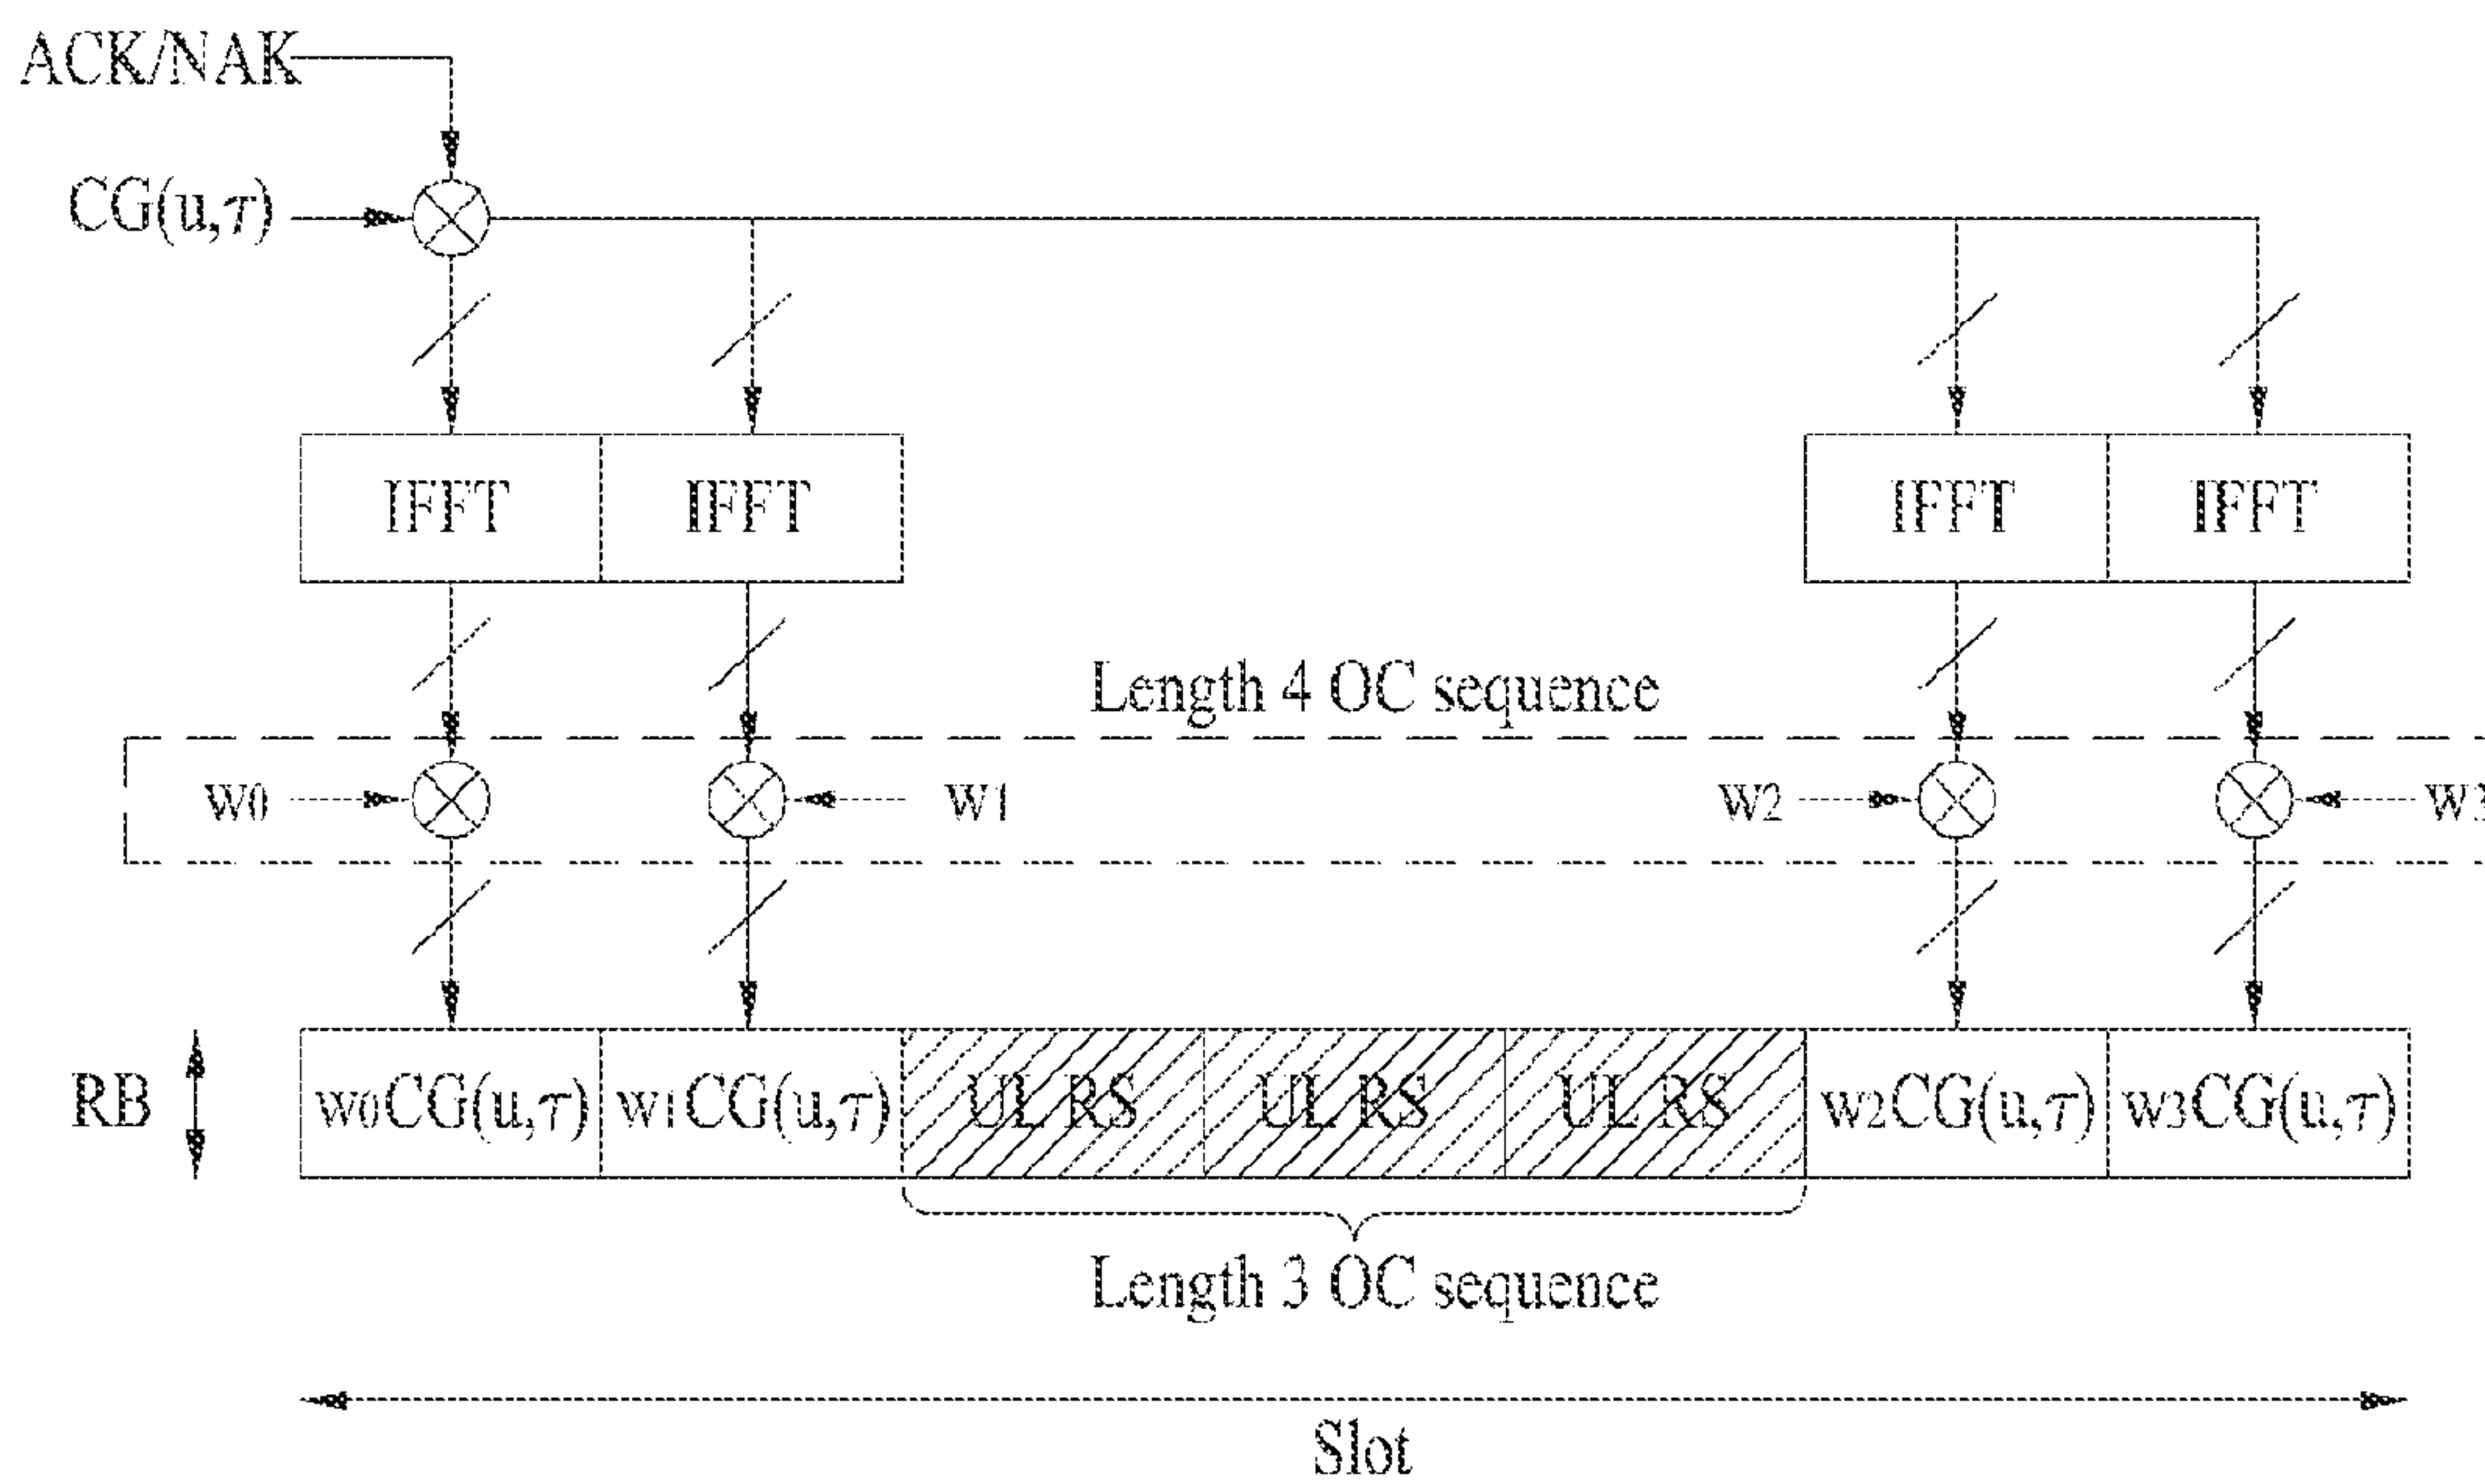 ACK/NAK
CG(u,τ)
IFFT IFFT IFFT IFFT
Length 4 OC sequence
w0 w1 w2 w3
RB w0CG(u,τ) w1CG(u,τ) UL RS UL RS UL RS w2CG(u,τ) w3CG(u,τ)
Length 3 OC sequence
Slot